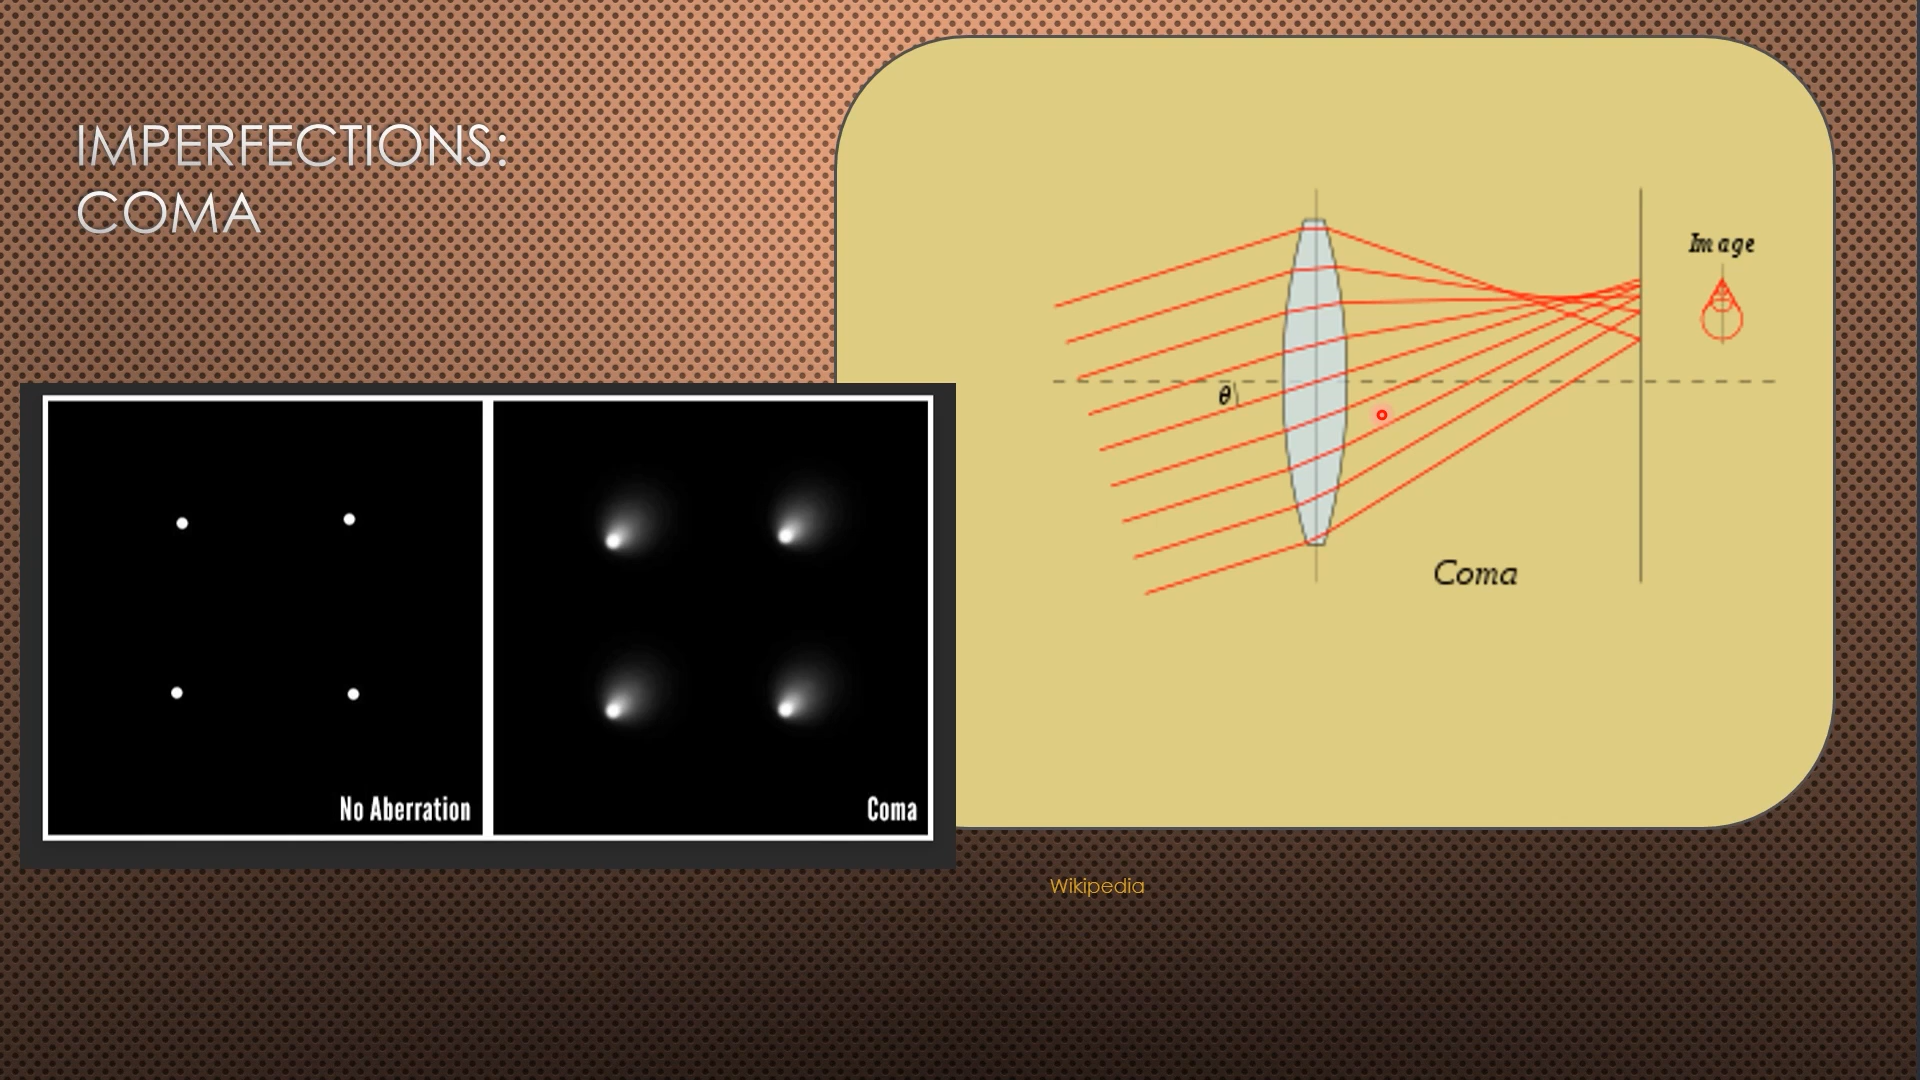 IMPERFECTIONS:
COMA
Image
θ
Coma
No Aberration
Coma
Wikipedia